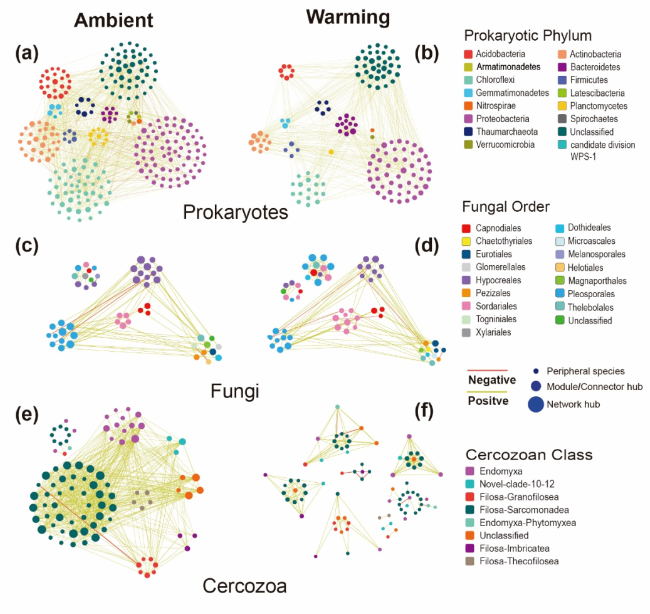 Ambient
Warming
(a)
(b)
Prokaryotic Phylum
Acidobacteria
Actinobacteria
Armatimonadetes
Bacteroidetes
Chloroflexi
Firmicutes
Gemmatimonadetes
Latescibacteria
Nitrospirae
Planctomycetes
Proteobacteria
Spirochaetes
Thaumarchaeota
Unclassified
Verrucomicrobia
candidate division
WPS-1
Prokaryotes
(c)
(d)
Fungal Order
Capnodiales
Dothideales
Chaetothyriales
Microascales
Eurotiales
Melanosporales
Glomerellales
Helotiales
Hypocreales
Magnaporthales
Pezizales
Pleosporales
Sordariales
Thelebolales
Togniniales
Unclassified
Xylariales
Fungi
Negative
Positve
Peripheral species
Module/Connector hub
Network hub
(e)
(f)
Cercozoan Class
Endomyxa
Novel-clade-10-12
Filosa-Granofilosea
Filosa-Sarcomonadea
Endomyxa-Phytomyxea
Unclassified
Filosa-Imbricatea
Filosa-Thecofilosea
Cercozoa